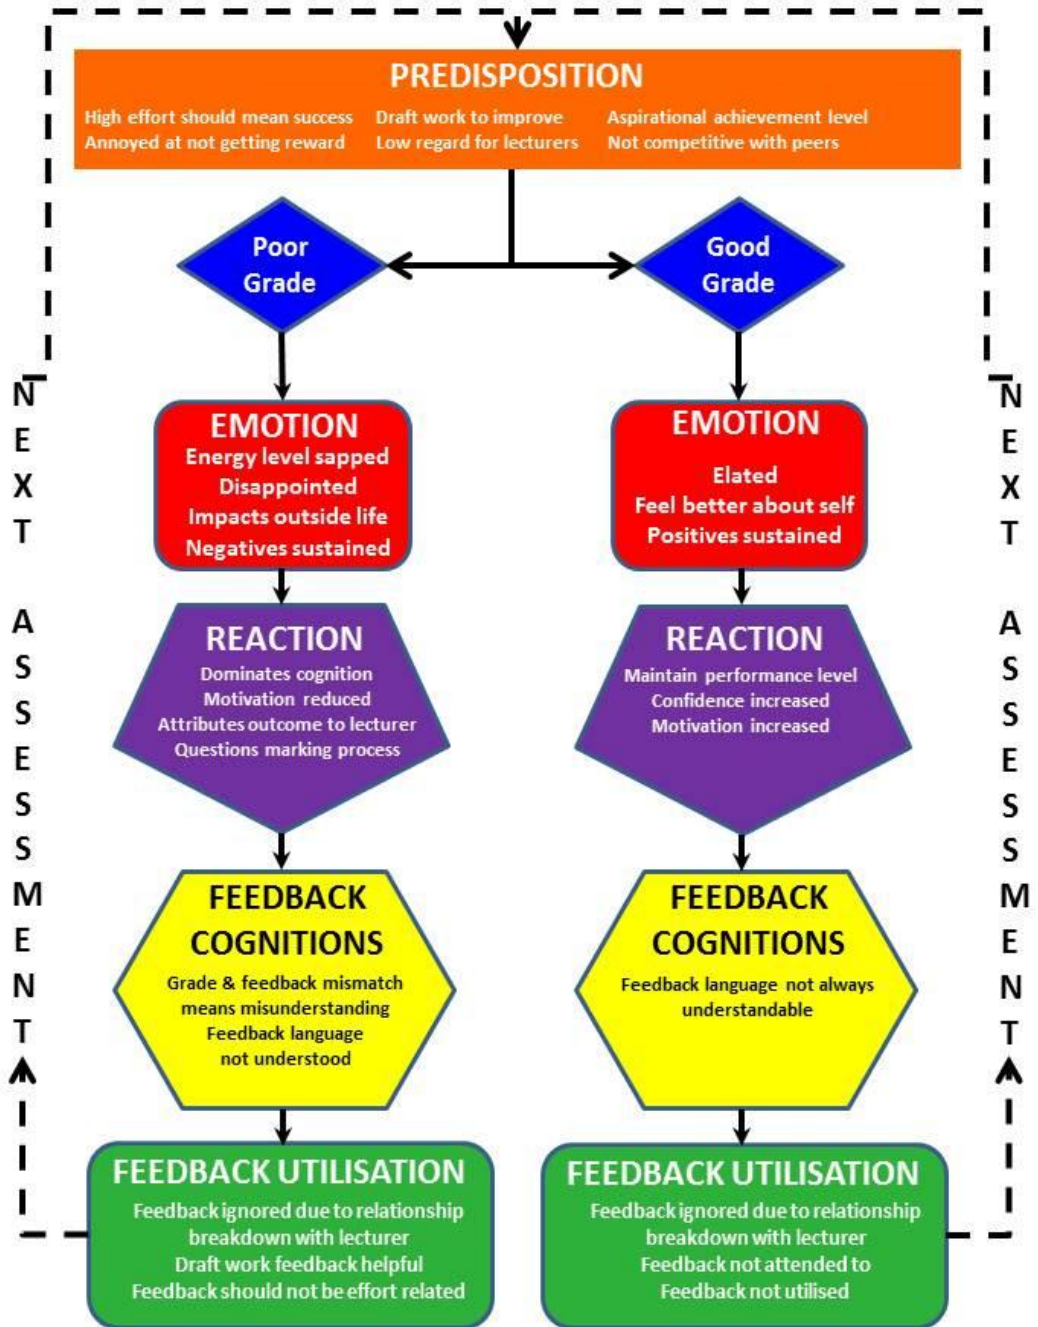 PREDISPOSITION
High effort should mean success
Annoyed at not getting reward
Draft work to improve
Low regard for lecturers
Aspirational achievement level
Not competitive with peers
Poor
Grade
Good
Grade
EMOTION
Energy level sapped
Disappointed
Impacts outside life
Negatives sustained
EMOTION
Elated
Feel better about self
Positives sustained
REACTION
Dominates cognition
Motivation reduced
Attributes outcome to lecturer
Questions marking process
REACTION
Maintain performance level
Confidence increased
Motivation increased
FEEDBACK
COGNITIONS
Grade & feedback mismatch
means misunderstanding
Feedback language
not understood
FEEDBACK
COGNITIONS
Feedback language not always
understandable
FEEDBACK UTILISATION
Feedback ignored due to relationship
breakdown with lecturer
Draft work feedback helpful
Feedback should not be effort related
FEEDBACK UTILISATION
Feedback ignored due to relationship
breakdown with lecturer
Feedback not attended to
Feedback not utilised
NEXT ASSESSMENT
NEXT ASSESSMENT